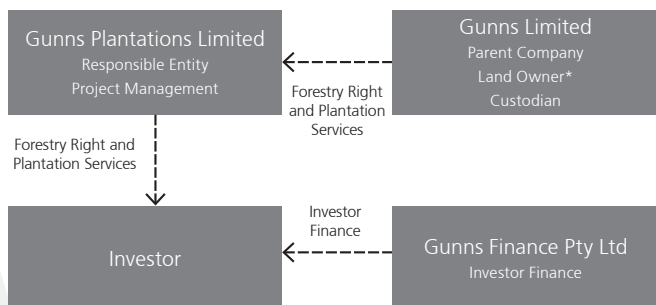 Gunns Plantations Limited
Responsible Entity
Project Management
Gunns Limited
Parent Company
Land Owner*
Custodian
Forestry Right
and Plantation
Services
Forestry Right and
Plantation Services
Investor
Investor
Finance
Gunns Finance Pty Ltd
Investor Finance